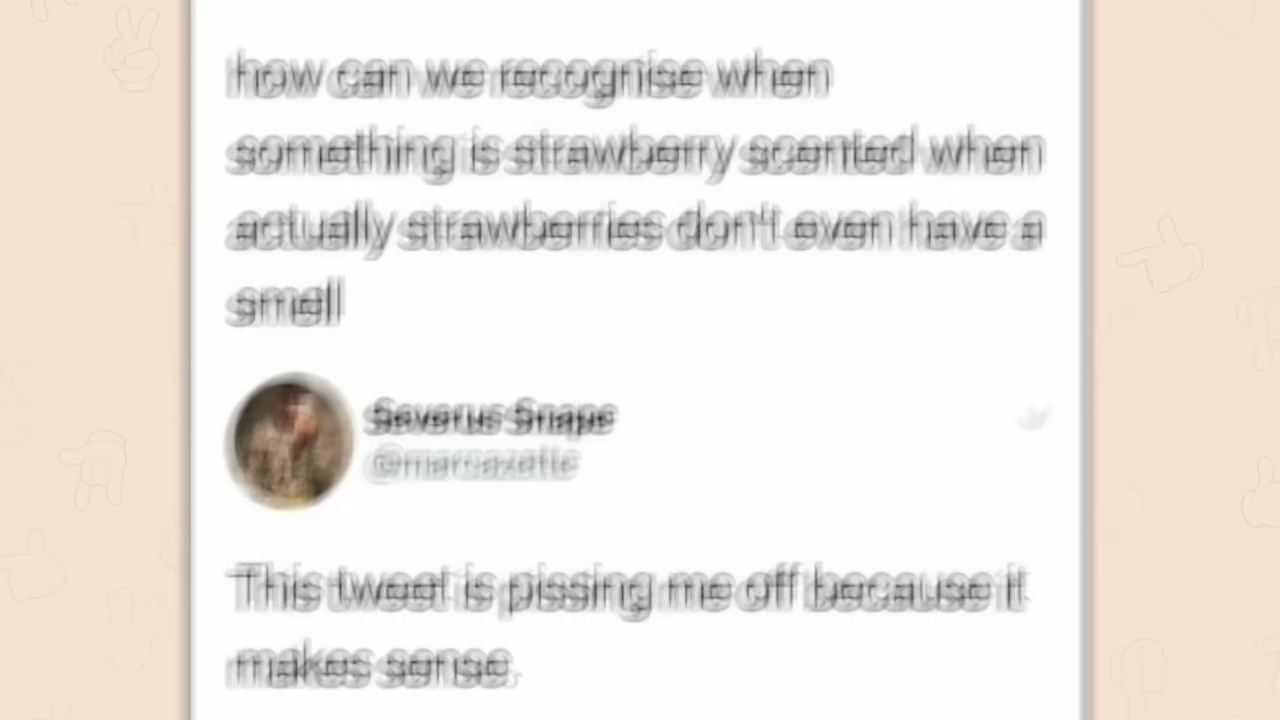 how can we recognise when
something is strawberry scented when
actually strawberries don't even have a
smell
Severus Snape
This tweet is pissing me off because it
makes sense.